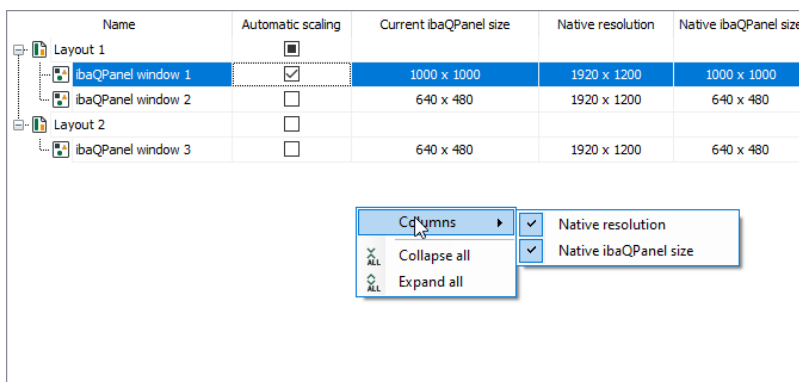 Name Automatic scaling Current ibaQPanel size Native resolution Native ibaQPanel size
Layout 1
ibaQPanel window 1 1000 x 1000 1920 x 1200 1000 x 1000
ibaQPanel window 2 640 x 480 1920 x 1200 640 x 480
Layout 2
ibaQPanel window 3 640 x 480 1920 x 1200 640 x 480
Columns Native resolution
Native ibaQPanel size
ALL Collapse all
ALL Expand all